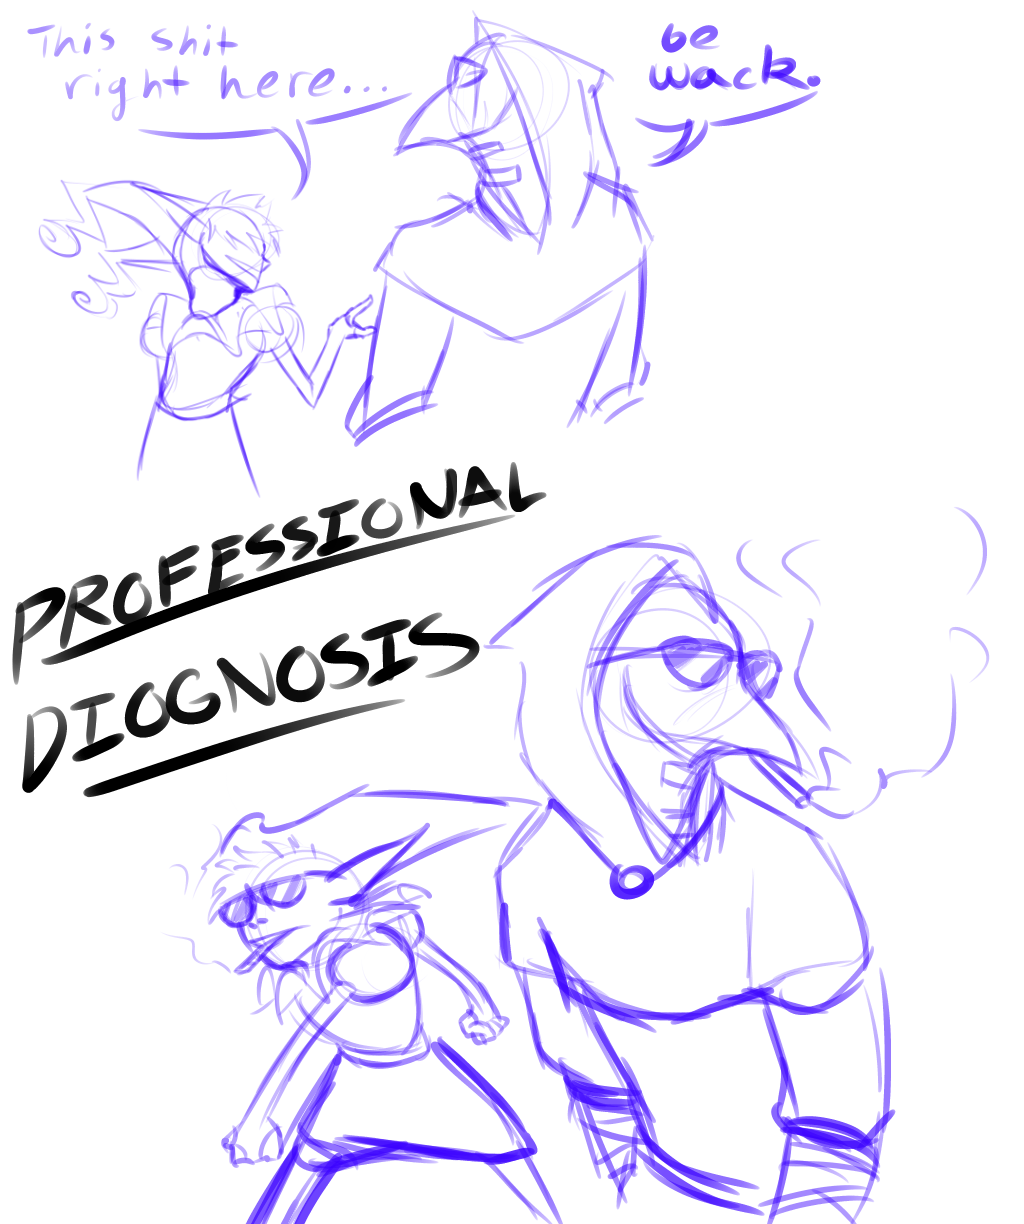 This shit
right here...
be
wack.
PROFESSIONAL
DIOGNOSIS